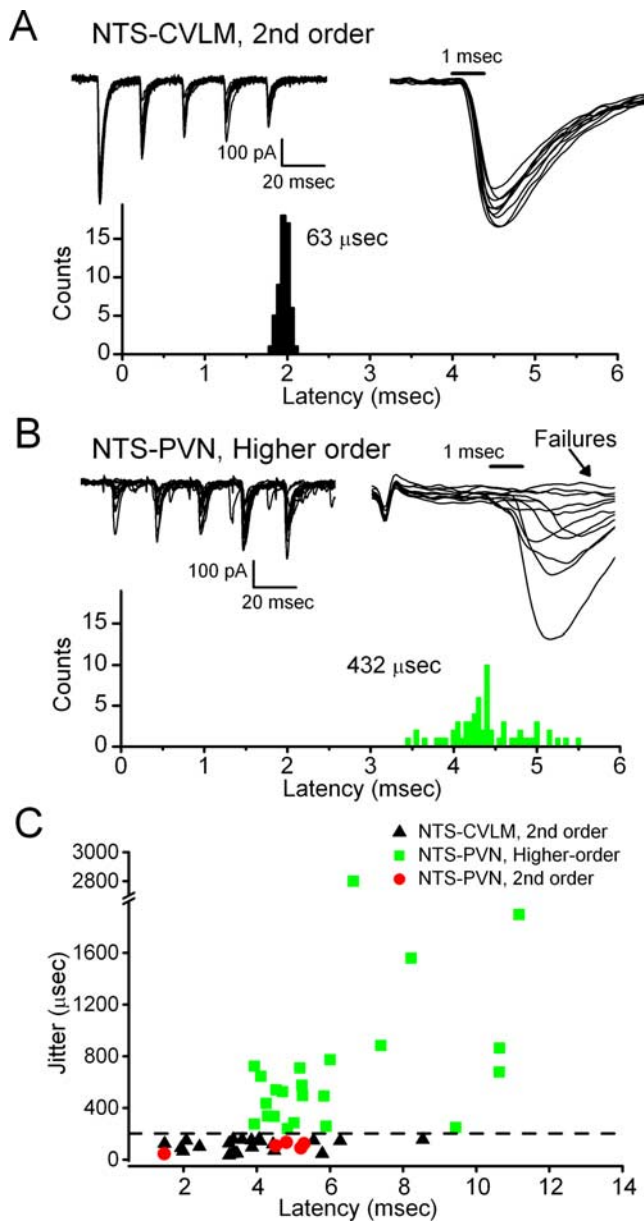 A
NTS-CVLM, 2nd order
1 msec
100 pA
20 msec
63 μsec
Counts
15
10
5
0
0 1 2 3 4 5 6
Latency (msec)
B
NTS-PVN, Higher order
1 msec
Failures
100 pA
20 msec
432 μsec
Counts
15
10
5
0
0 1 2 3 4 5 6
Latency (msec)
C
NTS-CVLM, 2nd order
NTS-PVN, Higher-order
NTS-PVN, 2nd order
Jitter (μsec)
3000
2800
1600
1200
800
400
0
2 4 6 8 10 12 14
Latency (msec)